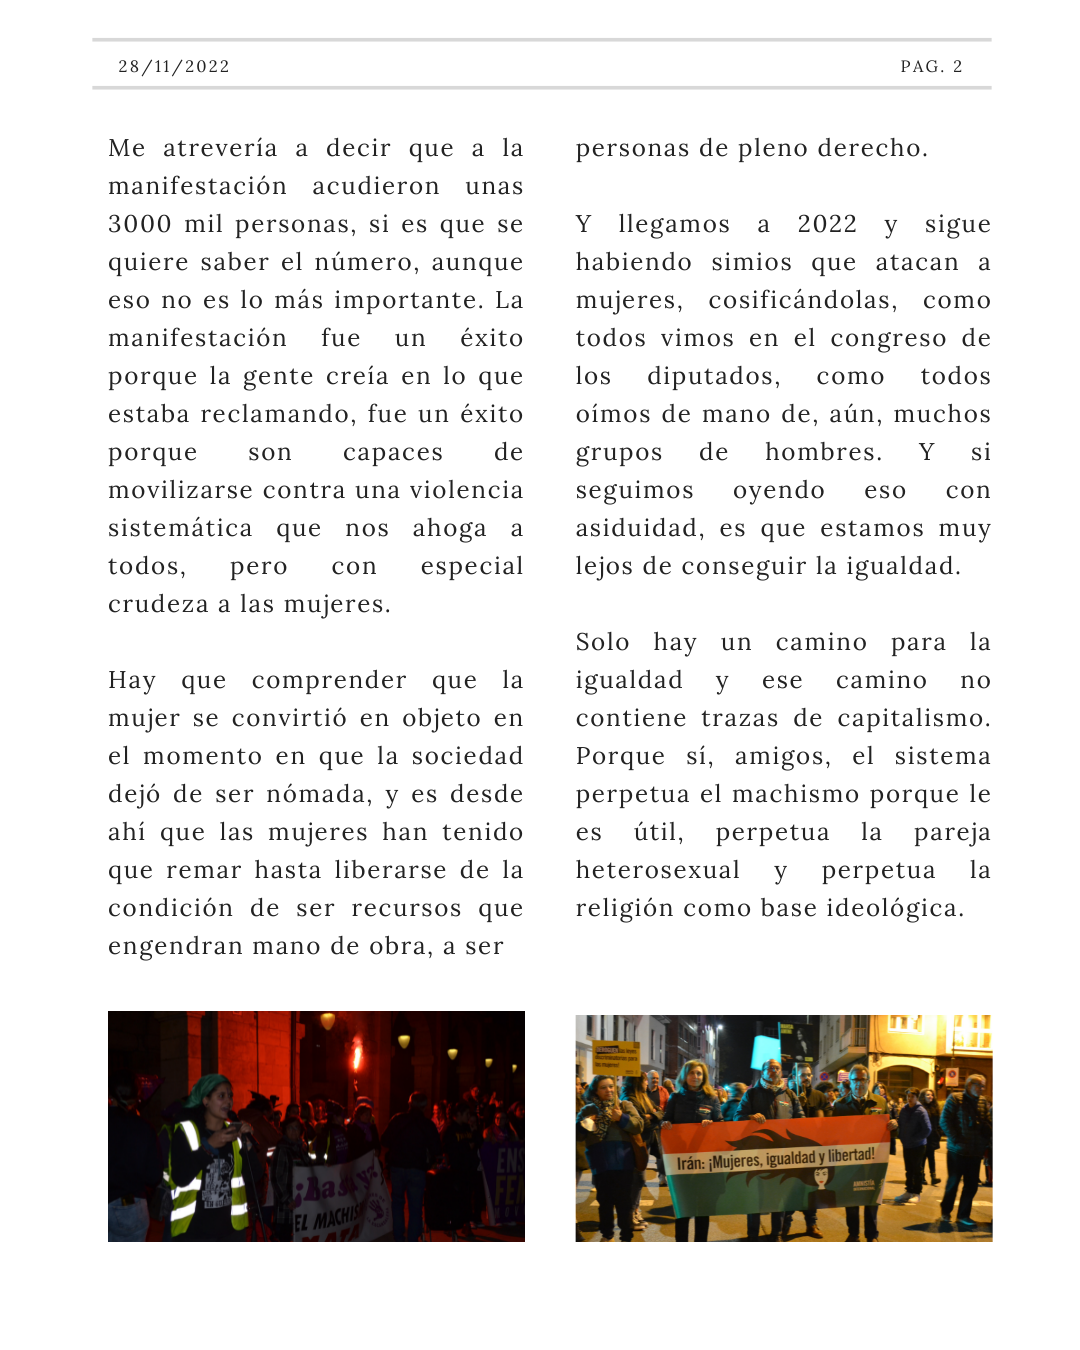 28/11/2022
PAG. 2
Me atrevería a decir que a la
manifestación acudieron unas
3000 mil personas, si es que se
quiere saber el número, aunque
eso no es lo más importante. La
manifestación fue un éxito
porque la gente creía en lo que
estaba reclamando, fue un éxito
porque son capaces de
movilizarse contra una violencia
sistemática que nos ahoga a
todos, pero con especial
crudeza a las mujeres.
Hay que comprender que la
mujer se convirtió en objeto en
el momento en que la sociedad
dejó de ser nómada, y es desde
ahí que las mujeres han tenido
que remar hasta liberarse de la
condición de ser recursos que
engendran mano de obra, a ser
personas de pleno derecho.
Y llegamos a 2022 y sigue
habiendo simios que atacan a
mujeres, cosificándolas, como
todos vimos en el congreso de
los diputados, como todos
oímos de mano de, aún, muchos
grupos de hombres. Y si
seguimos oyendo eso con
asiduidad, es que estamos muy
lejos de conseguir la igualdad.
Solo hay un camino para la
igualdad y ese camino no
contiene trazas de capitalismo.
Porque sí, amigos, el sistema
perpetua el machismo porque le
es útil, perpetua la pareja
heterosexual y perpetua la
religión como base ideológica.
¡Basta ya!
EL MACHIS
MATA
EN
FE
Irán: ¡Mujeres, igualdad y libertad!
AMNISTÍA